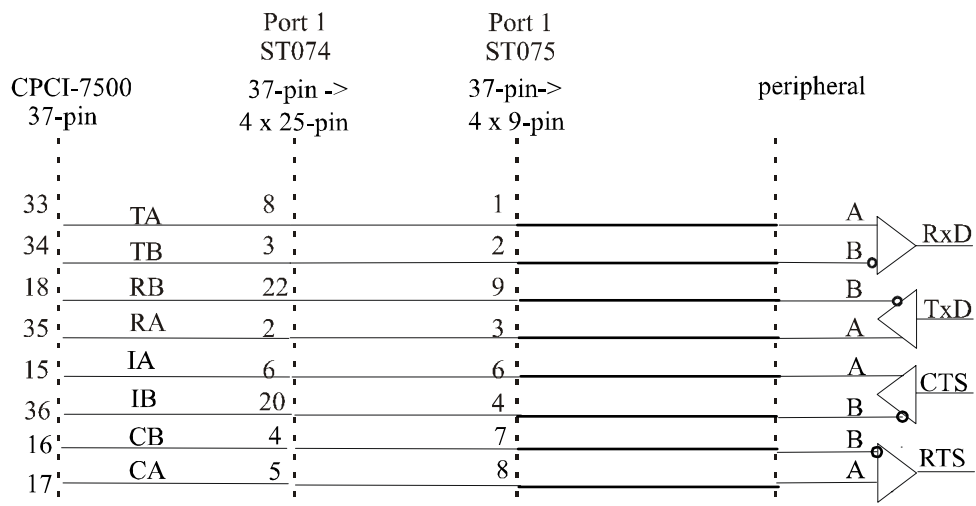 Port 1 Port 1
ST074 ST075
CPCI-7500 37-pin -> 37-pin-> peripheral
37-pin 4 x 25-pin 4 x 9-pin
33 TA 8 1 A RxD
34 TB 3 2 B
18 RB 22 9 B TxD
35 RA 2 3 A
15 IA 6 6 A CTS
36 IB 20 4 B
16 CB 4 7 B RTS
17 CA 5 8 A